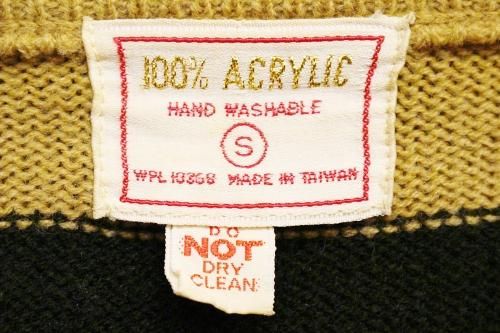 100% ACRYLIC
HAND WASHABLE
S
WPL 10368 MADE IN TAIWAN
DO
NOT
DRY
CLEAN